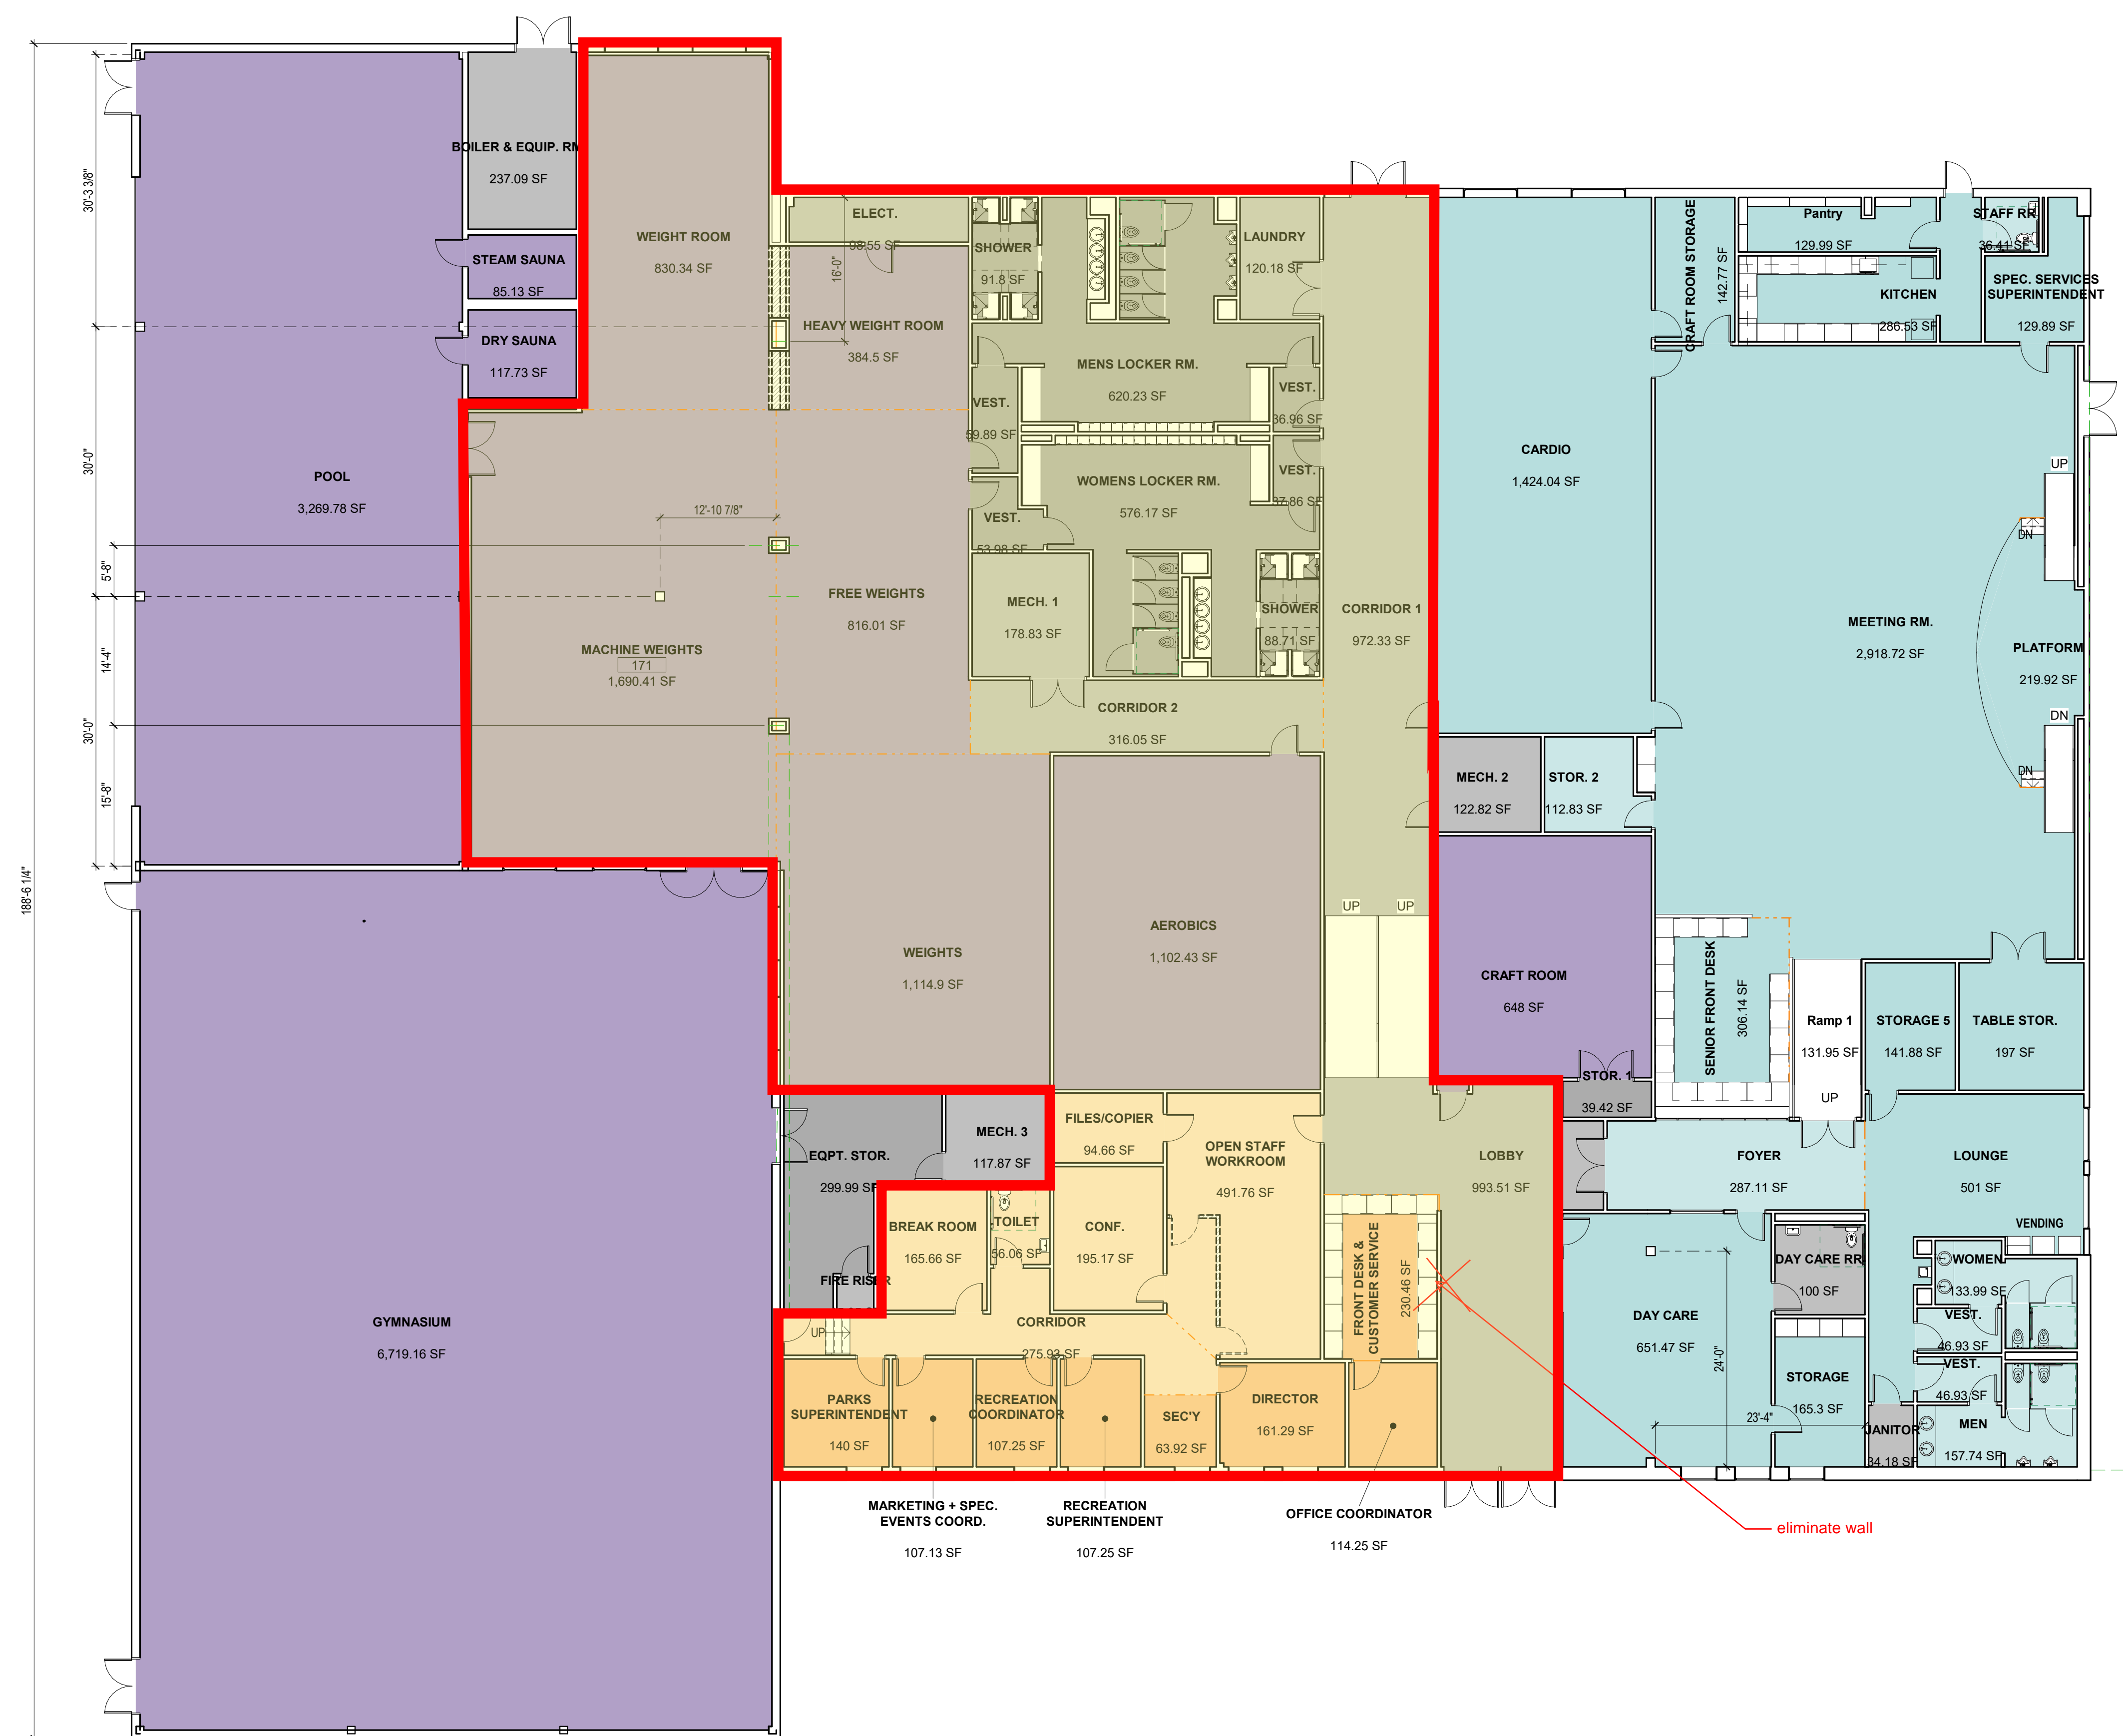 188'-6 1/4"
30'-3 3/8"
30'-0"
5'-8"
14'-4"
30'-0"
15'-8"
BOILER & EQUIP. RM
237.09 SF
STEAM SAUNA
85.13 SF
DRY SAUNA
117.73 SF
POOL
3,269.78 SF
WEIGHT ROOM
830.34 SF
ELECT.
98.55 SF
16'-0"
HEAVY WEIGHT ROOM
384.5 SF
SHOWER
91.8 SF
LAUNDRY
120.18 SF
MENS LOCKER RM.
620.23 SF
VEST.
59.89 SF
VEST.
36.96 SF
WOMENS LOCKER RM.
576.17 SF
VEST.
37.86 SF
VEST.
53.98 SF
12'-10 7/8"
FREE WEIGHTS
816.01 SF
MECH. 1
178.83 SF
SHOWER
88.71 SF
CORRIDOR 1
972.33 SF
MACHINE WEIGHTS
171
1,690.41 SF
CORRIDOR 2
316.05 SF
CRAFT ROOM STORAGE
142.77 SF
Pantry
129.99 SF
STAFF RR
36.41 SF
KITCHEN
286.53 SF
SPEC. SERVICES
SUPERINTENDENT
129.89 SF
CARDIO
1,424.04 SF
UP
DN
MEETING RM.
2,918.72 SF
PLATFORM
219.92 SF
DN
DN
MECH. 2
122.82 SF
STOR. 2
112.83 SF
WEIGHTS
1,114.9 SF
AEROBICS
1,102.43 SF
UP
UP
CRAFT ROOM
648 SF
SENIOR FRONT DESK
306.14 SF
Ramp 1
131.95 SF
UP
STORAGE 5
141.88 SF
TABLE STOR.
197 SF
STOR. 1
39.42 SF
GYMNASIUM
6,719.16 SF
EQPT. STOR.
299.99 SF
MECH. 3
117.87 SF
FIRE RISER
FILES/COPIER
94.66 SF
OPEN STAFF
WORKROOM
491.76 SF
LOBBY
993.51 SF
FOYER
287.11 SF
LOUNGE
501 SF
VENDING
BREAK ROOM
165.66 SF
TOILET
56.06 SF
CONF.
195.17 SF
FRONT DESK &
CUSTOMER SERVICE
230.46 SF
DAY CARE RR
100 SF
WOMEN
133.99 SF
VEST.
46.93 SF
VEST.
46.93 SF
UP
CORRIDOR
275.93 SF
DAY CARE
651.47 SF
24'-0"
23'-4"
STORAGE
165.3 SF
JANITOR
34.18 SF
MEN
157.74 SF
PARKS
SUPERINTENDENT
140 SF
RECREATION
COORDINATOR
107.25 SF
SEC'Y
63.92 SF
DIRECTOR
161.29 SF
MARKETING + SPEC.
EVENTS COORD.
107.13 SF
RECREATION
SUPERINTENDENT
107.25 SF
OFFICE COORDINATOR
114.25 SF
eliminate wall